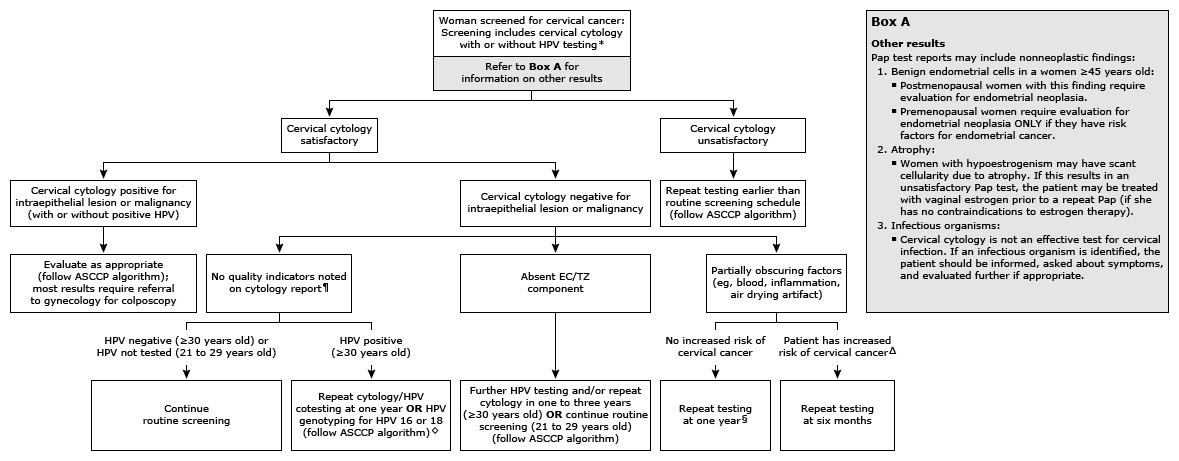 Woman screened for cervical cancer:
Screening includes cervical cytology
with or without HPV testing*
Refer to Box A for
information on other results
Cervical cytology
satisfactory
Cervical cytology
unsatisfactory
Cervical cytology positive for
intraepithelial lesion or malignancy
(with or without positive HPV)
Cervical cytology negative for
intraepithelial lesion or malignancy
Repeat testing earlier than
routine screening schedule
(follow ASCCP algorithm)
Evaluate as appropriate
(follow ASCCP algorithm);
most results require referral
to gynecology for colposcopy
No quality indicators noted
on cytology report¶
Absent EC/TZ
component
Partially obscuring factors
(eg, blood, inflammation,
air drying artifact)
HPV negative (≥30 years old) or
HPV not tested (21 to 29 years old)
HPV positive
(≥30 years old)
No increased risk of
cervical cancer
Patient has increased
risk of cervical cancerΔ
Continue
routine screening
Repeat cytology/HPV
cotesting at one year OR HPV
genotyping for HPV 16 or 18
(follow ASCCP algorithm)◇
Further HPV testing and/or repeat
cytology in one to three years
(≥30 years old) OR continue routine
screening (21 to 29 years old)
(follow ASCCP algorithm)
Repeat testing
at one year§
Repeat testing
at six months
Box A
Other results
Pap test reports may include nonneoplastic findings:
1. Benign endometrial cells in a women ≥45 years old:
▪ Postmenopausal women with this finding require
evaluation for endometrial neoplasia.
▪ Premenopausal women require evaluation for
endometrial neoplasia ONLY if they have risk
factors for endometrial cancer.
2. Atrophy:
▪ Women with hypoestrogenism may have scant
cellularity due to atrophy. If this results in an
unsatisfactory Pap test, the patient may be treated
with vaginal estrogen prior to a repeat Pap (if she
has no contraindications to estrogen therapy).
3. Infectious organisms:
▪ Cervical cytology is not an effective test for cervical
infection. If an infectious organism is identified, the
patient should be informed, asked about symptoms,
and evaluated further if appropriate.